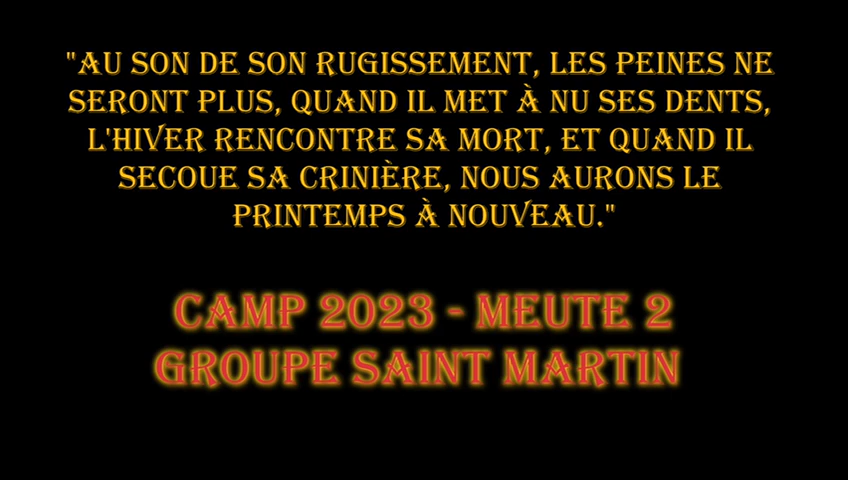 "AU SON DE SON RUGISSEMENT, LES PEINES NE
SERONT PLUS, QUAND IL MET À NU SES DENTS,
L'HIVER RENCONTRE SA MORT, ET QUAND IL
SECOUE SA CRINIÈRE, NOUS AURONS LE
PRINTEMPS À NOUVEAU."
CAMP 2023 - MEUTE 2
GROUPE SAINT MARTIN